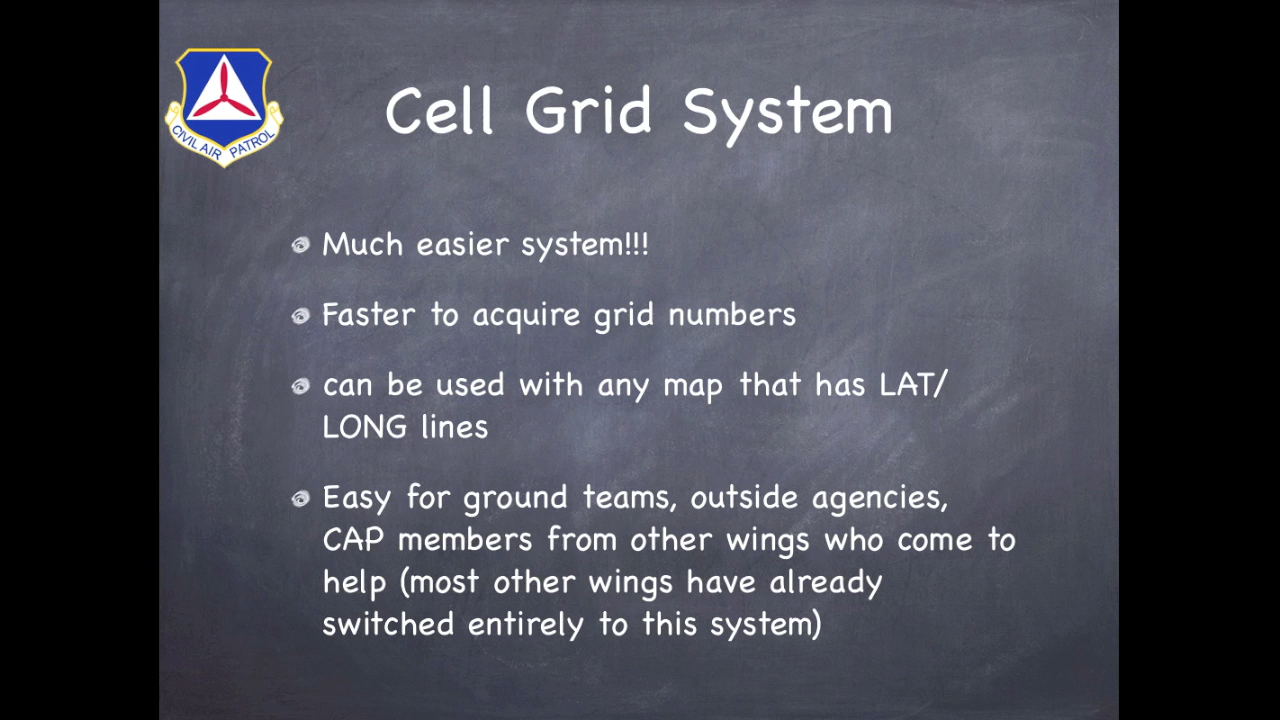 CIVIL AIR PATROL
Cell Grid System
Much easier system!!!
Faster to acquire grid numbers
can be used with any map that has LAT/
LONG lines
Easy for ground teams, outside agencies,
CAP members from other wings who come to
help (most other wings have already
switched entirely to this system)